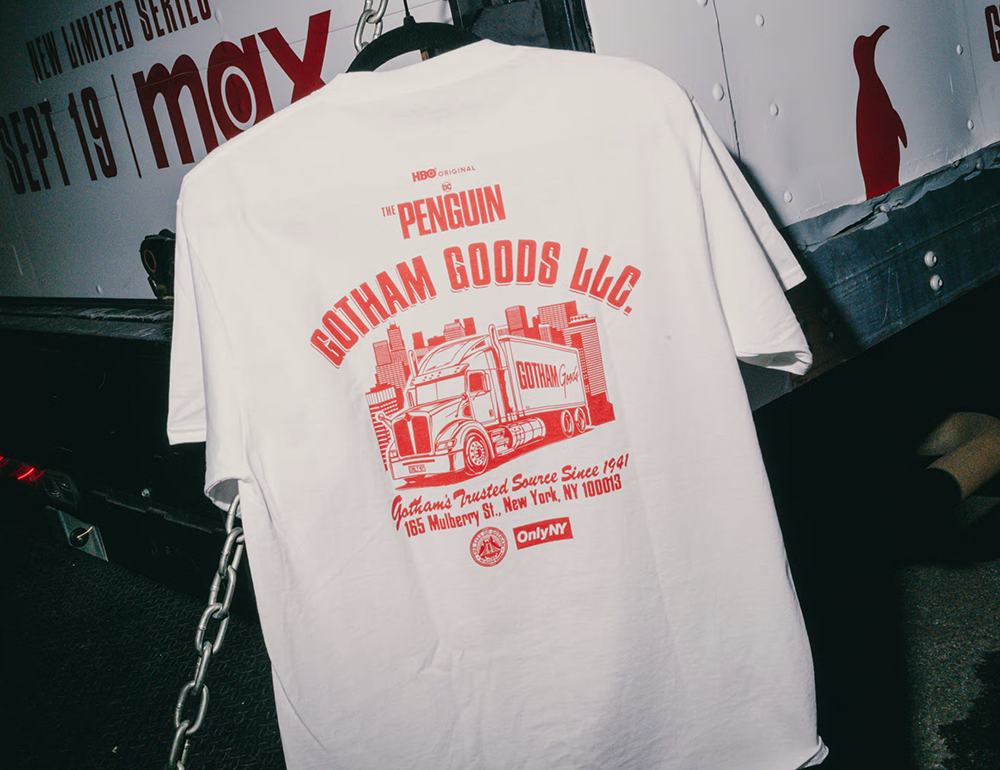 NEW LIMITED SERIES
SEPT 19 | max
HBO ORIGINAL
DC
THE PENGUIN
GOTHAM GOODS LLC.
GOTHAM Goods
Gotham's Trusted Source Since 1941
165 Mulberry St., New York, NY 100013
OnlyNY